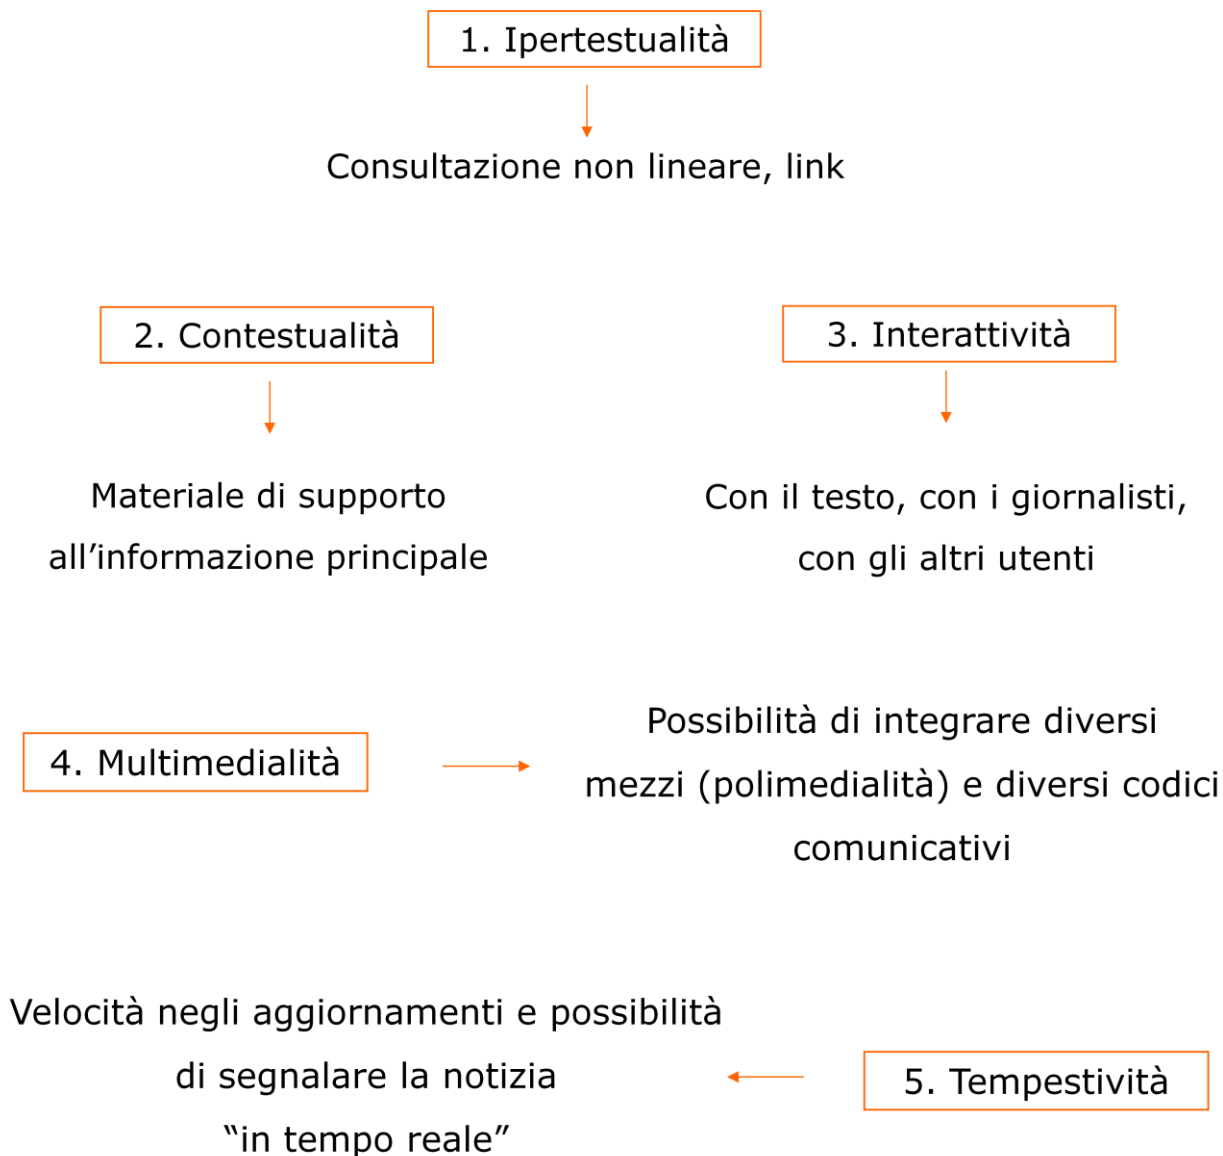 1. Ipertestualità
Consultazione non lineare, link
2. Contestualità
Materiale di supporto
all’informazione principale
3. Interattività
Con il testo, con i giornalisti,
con gli altri utenti
4. Multimedialità
Possibilità di integrare diversi
mezzi (polimedialità) e diversi codici
comunicativi
5. Tempestività
Velocità negli aggiornamenti e possibilità
di segnalare la notizia
“in tempo reale”